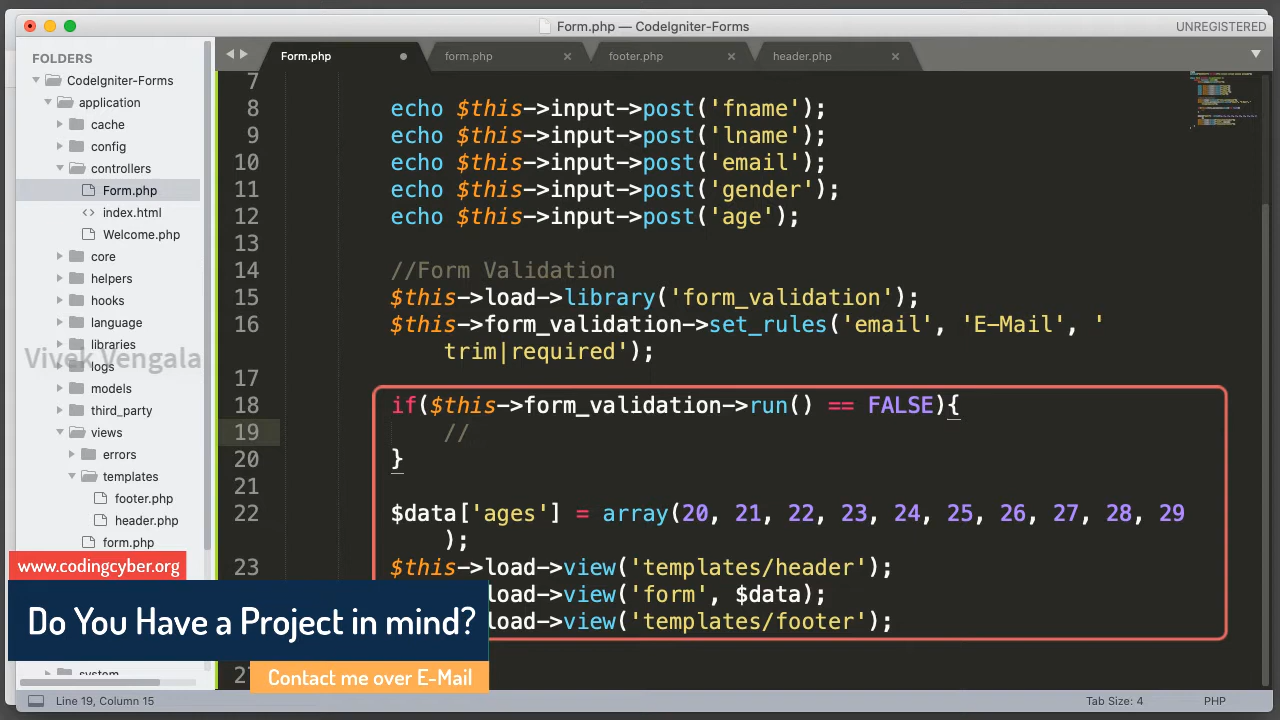 Form.php — CodeIgniter-Forms
UNREGISTERED
FOLDERS
CodeIgniter-Forms
application
cache
config
controllers
Form.php
index.html
Welcome.php
core
helpers
hooks
language
libraries
logs
models
third_party
views
errors
templates
footer.php
header.php
form.php
system
Vivek Vengala
Form.php
form.php
footer.php
header.php
7
8 echo $this->input->post('fname');
9 echo $this->input->post('lname');
10 echo $this->input->post('email');
11 echo $this->input->post('gender');
12 echo $this->input->post('age');
13
14 //Form Validation
15 $this->load->library('form_validation');
16 $this->form_validation->set_rules('email', 'E-Mail', '
trim|required');
17
18 if($this->form_validation->run() == FALSE){
19 //
20 }
21
22 $data['ages'] = array(20, 21, 22, 23, 24, 25, 26, 27, 28, 29
);
23 $this->load->view('templates/header');
load->view('form', $data);
load->view('templates/footer');
www.codingcyber.org
Do You Have a Project in mind?
Contact me over E-Mail
Line 19, Column 15
Tab Size: 4
PHP